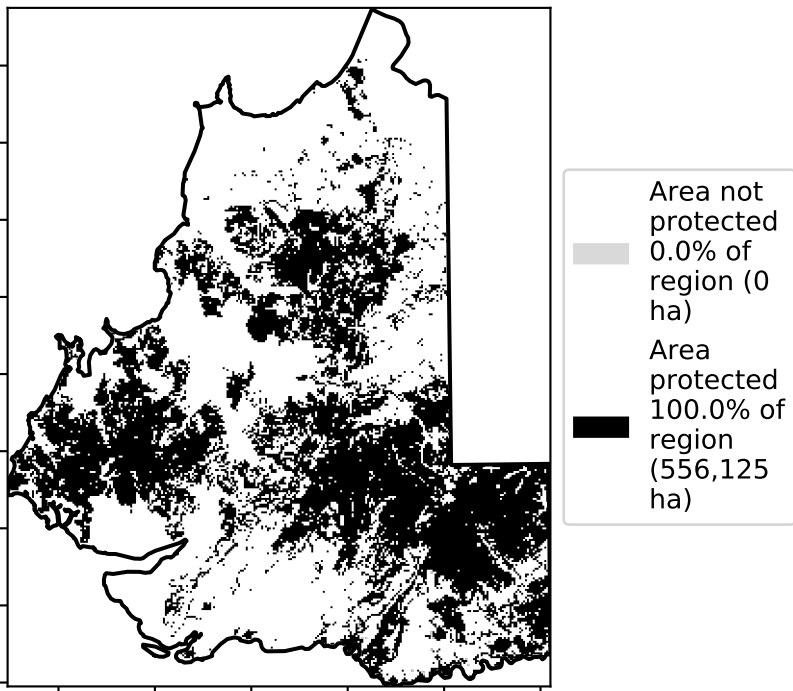 Area not
protected
0.0% of
region (0
ha)
Area
protected
100.0% of
region
(556,125
ha)